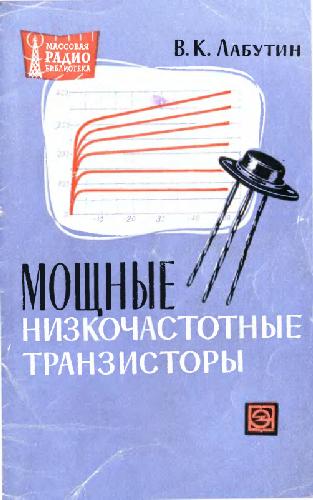 МАССОВАЯ
РАДИО
БИБЛИОТЕКА
В. К. ЛАБУТИН
МОЩНЫЕ
НИЗКОЧАСТОТНЫЕ
ТРАНЗИСТОРЫ